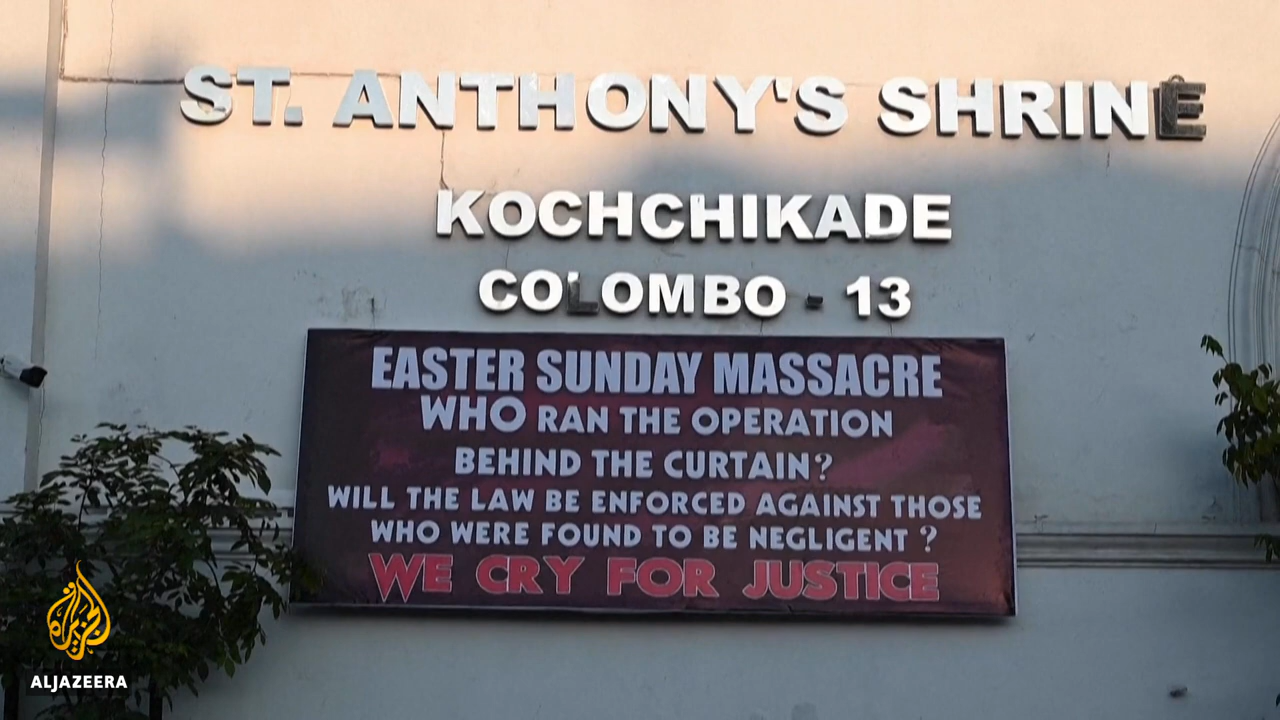 ST. ANTHONY'S SHRINE
KOCHCHIKADE
COLOMBO - 13
EASTER SUNDAY MASSACRE
WHO RAN THE OPERATION
BEHIND THE CURTAIN?
WILL THE LAW BE ENFORCED AGAINST THOSE
WHO WERE FOUND TO BE NEGLIGENT ?
WE CRY FOR JUSTICE
الجزيرة
ALJAZEERA